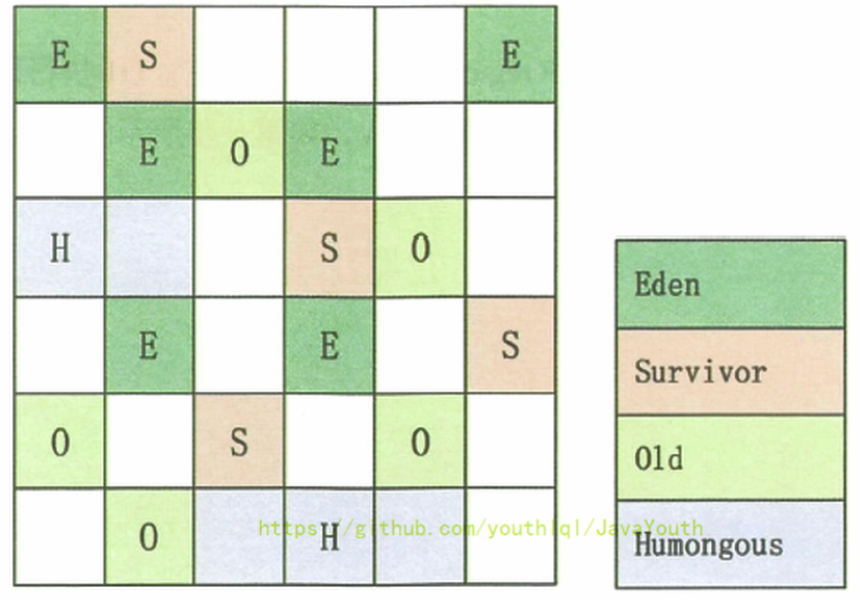 E S E
E O E
H S O
E E S
O S O
O H
Eden
Survivor
Old
Humongous
https://github.com/youthlql/JavaYouth